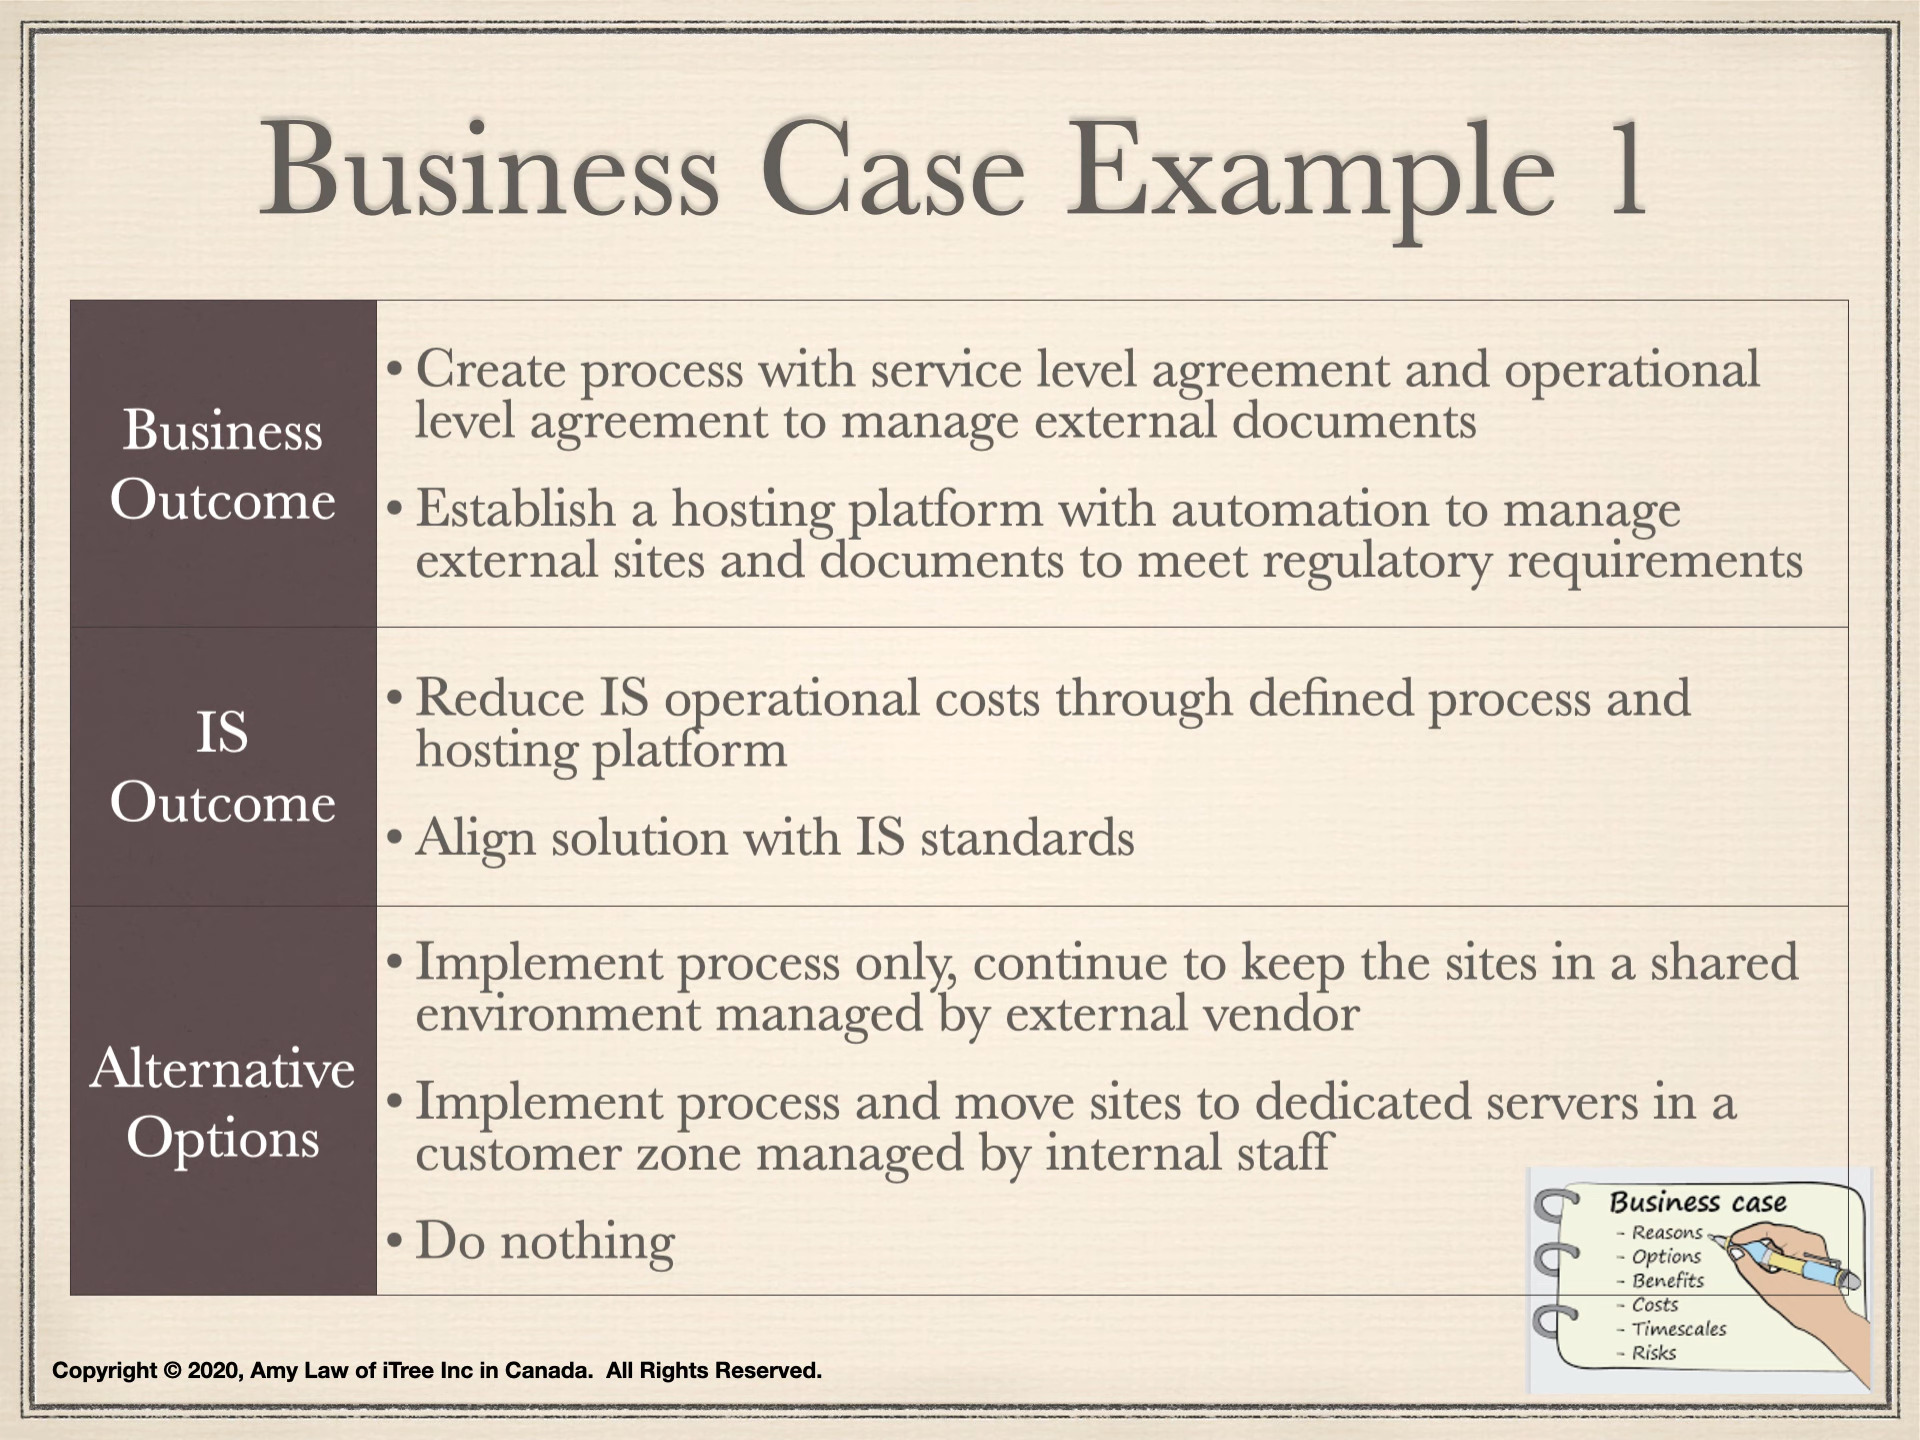 Business Case Example 1
Business
Outcome
• Create process with service level agreement and operational
level agreement to manage external documents
• Establish a hosting platform with automation to manage
external sites and documents to meet regulatory requirements
IS
Outcome
• Reduce IS operational costs through defined process and
hosting platform
• Align solution with IS standards
Alternative
Options
• Implement process only, continue to keep the sites in a shared
environment managed by external vendor
• Implement process and move sites to dedicated servers in a
customer zone managed by internal staff
• Do nothing
Business case
- Reasons
- Options
- Benefits
- Costs
- Timescales
- Risks
Copyright © 2020, Amy Law of iTree Inc in Canada.  All Rights Reserved.